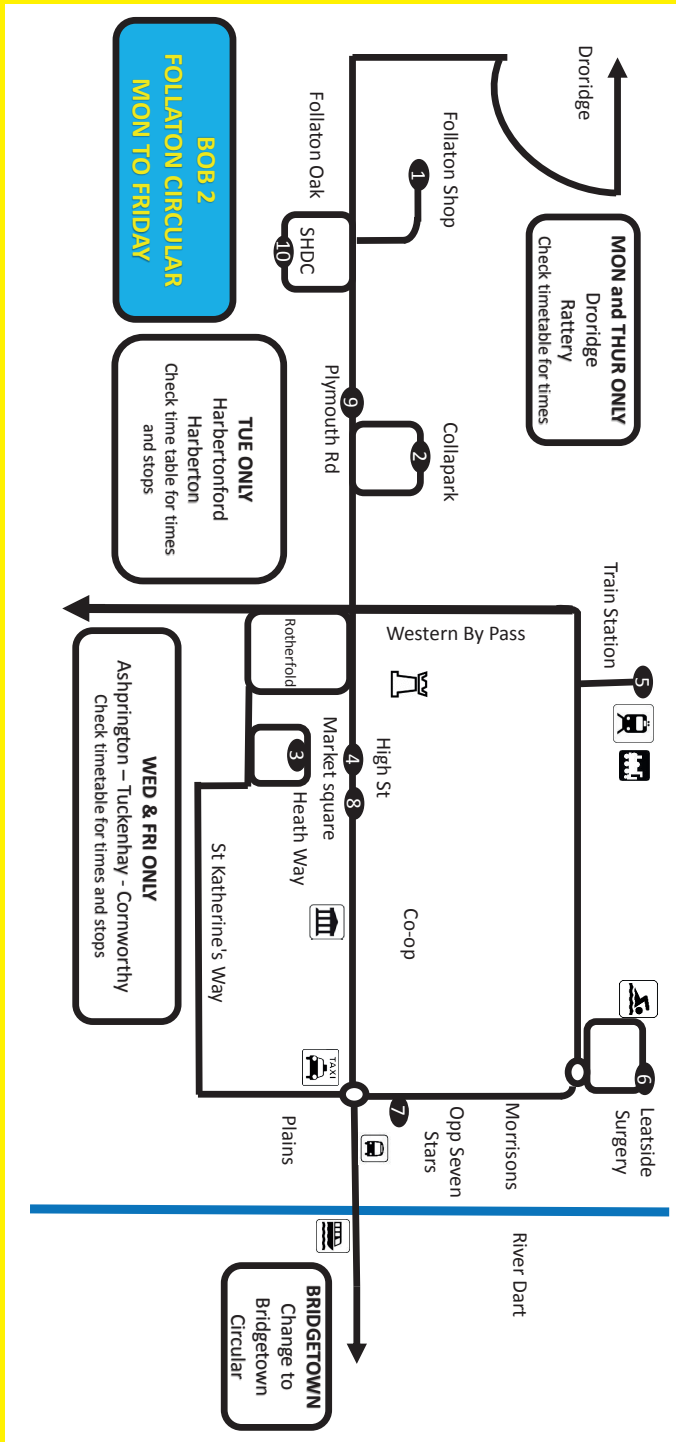 Droridge
MON and THUR ONLY
Droridge
Rattery
Check timetable for times
Train Station
5
6
Leatside
Surgery
River Dart
Follaton Shop
1
Collapark
2
Western By Pass
Morrisons
Opp Seven
Stars
7
Co-op
High St
Follaton Oak
SHDC
10
9
Plymouth Rd
4
8
Market square
Rotherfold
3
Heath Way
St Katherine's Way
TAXI
Plains
BOB 2
FOLLATON CIRCULAR
MON TO FRIDAY
TUE ONLY
Harbertonford
Harberton
Check time table for times
and stops
WED & FRI ONLY
Ashprington – Tuckenhay - Cornworthy
Check timetable for times and stops
BRIDGETOWN
Change to
Bridgetown
Circular